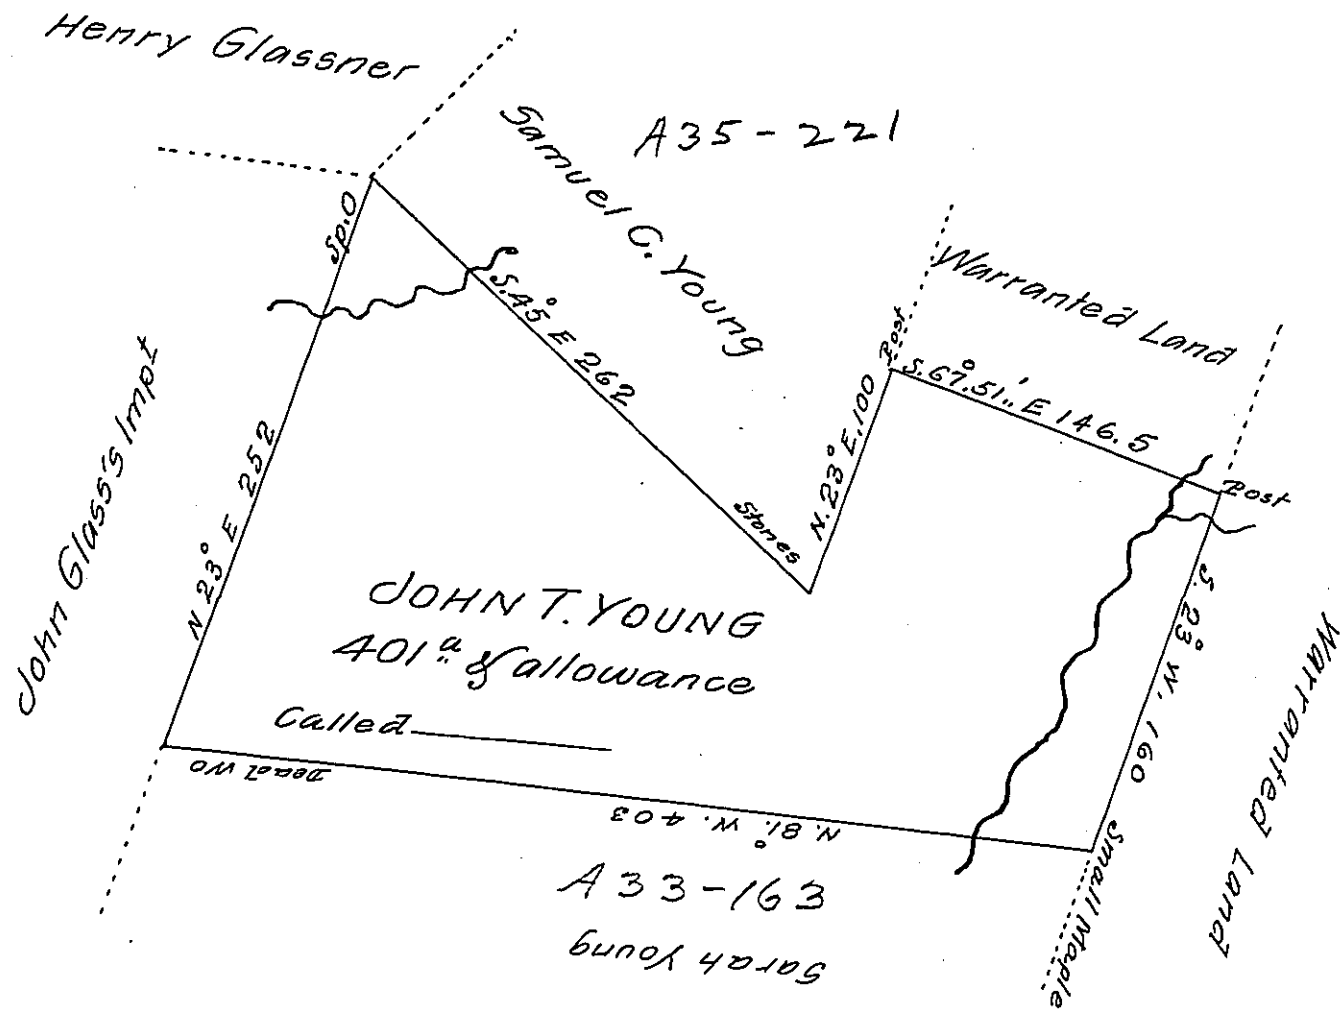 Henry Glassner
A35-221
Samuel C. Young
Warranted Land
Sp.O
S.45° E 262
Post
S.67°.51'. E 146.5
Post
N.23° E.100
Stones
John Glass's Impt
N 23° E 252
JOHN T. YOUNG
401 a & allowance
Called
S. 23° W. 160
Warranted Land
Dead WO
N. 81.° W. 403
Small Maple
A33-163
Sarah Young